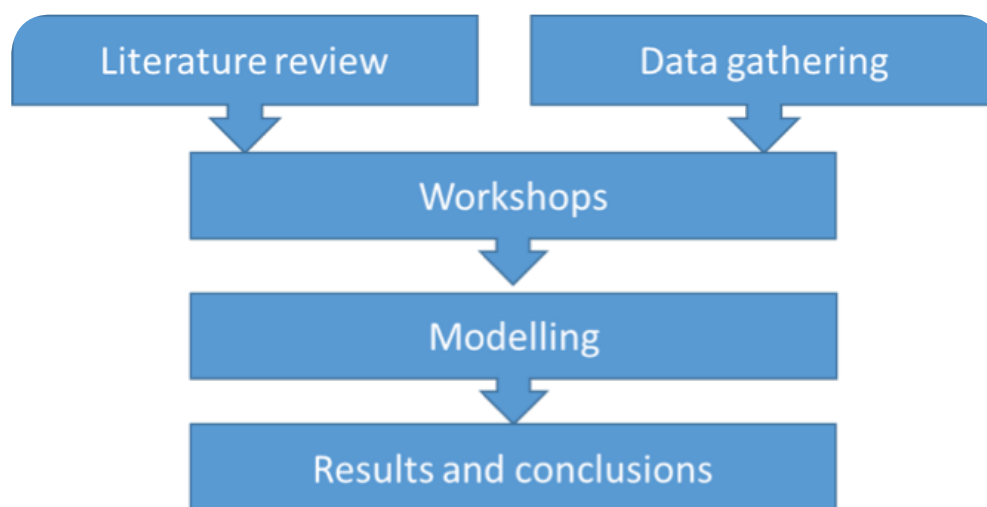 Literature review
Data gathering
Workshops
Modelling
Results and conclusions